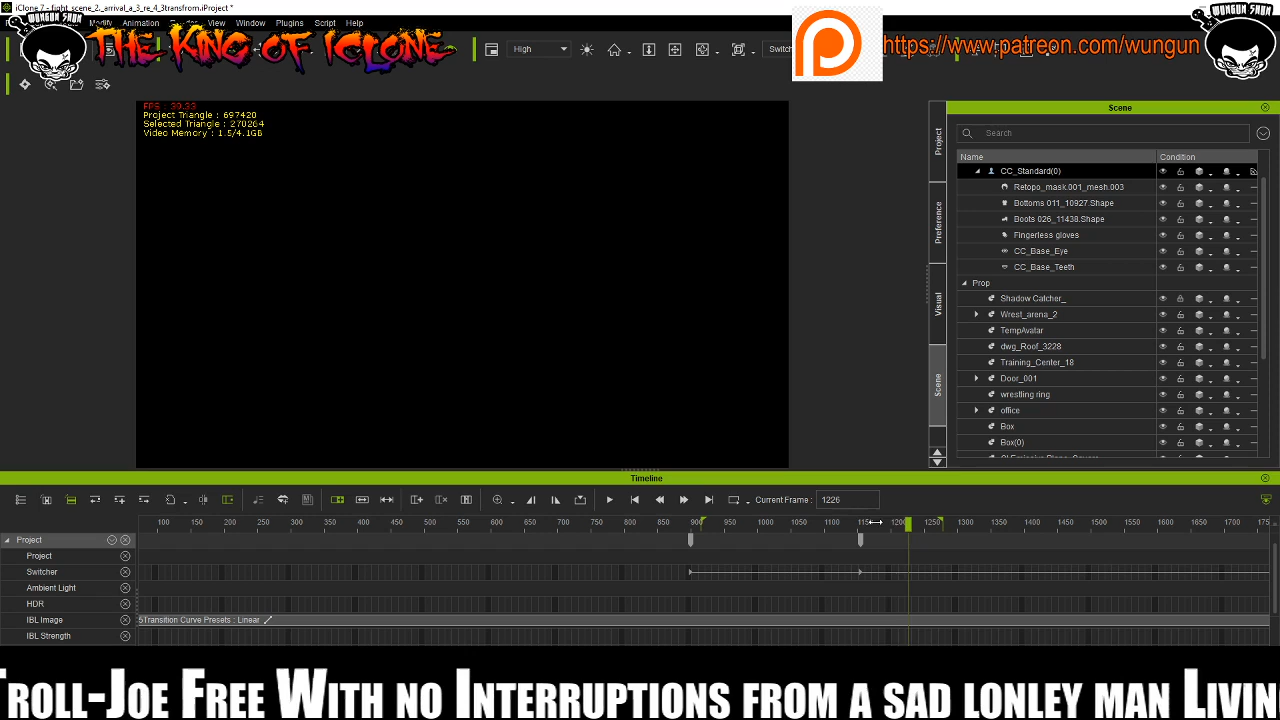 iClone 7 - fight_scene_2._arrival_a_3_re_4_3transfrom.iProject *
Modify Animation View Window Plugins Script Help
WUNGUN SHUN
THE KING OF ICLONE
High
Switch
https://www.patreon.com/wungun
WUNGUN SHUN
FPS : 30.33
Project Triangle : 697420
Selected Triangle : 270264
Video Memory : 1.5/4.1GB
Project
Preference
Visual
Scene
Scene
Search
Name Condition
CC_Standard(0)
Retopo_mask.001_mesh.003
Bottoms 011_10927.Shape
Boots 026_11438.Shape
Fingerless gloves
CC_Base_Eye
CC_Base_Teeth
Prop
Shadow Catcher_
Wrest_arena_2
TempAvatar
dwg_Roof_3228
Training_Center_18
Door_001
wrestling ring
office
Box
Box(0)
Timeline
Current Frame : 1226
100 150 200 250 300 350 400 450 500 550 600 650 700 750 800 850 900 950 1000 1050 1100 115 1200 1250 1300 1350 1400 1450 1500 1550 1600 1650 1700 175
Project
Project
Switcher
Ambient Light
HDR
IBL Image 5Transition Curve Presets : Linear
IBL Strength
TROLL-JOE FREE WITH NO INTERRUPTIONS FROM A SAD LONLEY MAN LIVIN